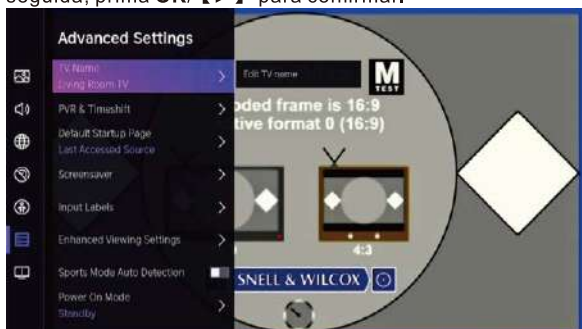 seguida, prima OK/【▷】 para confirmar.
Advanced Settings
TV Name
Living Room TV
Edit TV name
M
TEST
PVR & Timeshift
oded frame is 16:9
tive format 0 (16:9)
Default Startup Page
Last Accessed Source
Screensaver
Input Labels
Enhanced Viewing Settings
4:3
Sports Mode Auto Detection
SNELL & WILCOX
Power On Mode
Standby